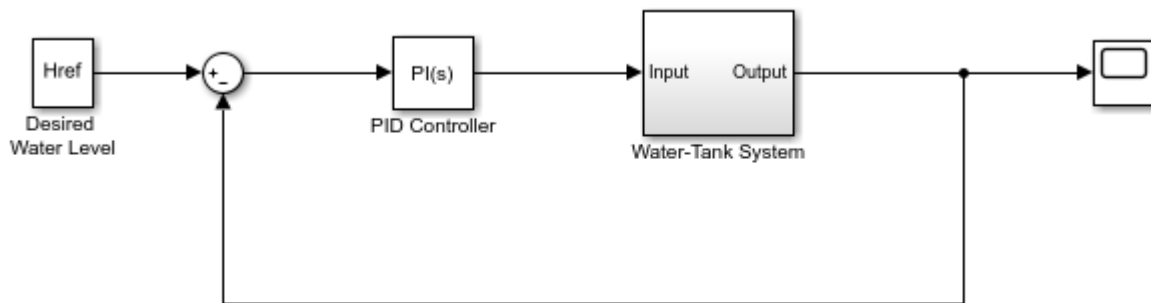 Href
+
−
PI(s)
Input
Output
Desired
Water Level
PID Controller
Water-Tank System